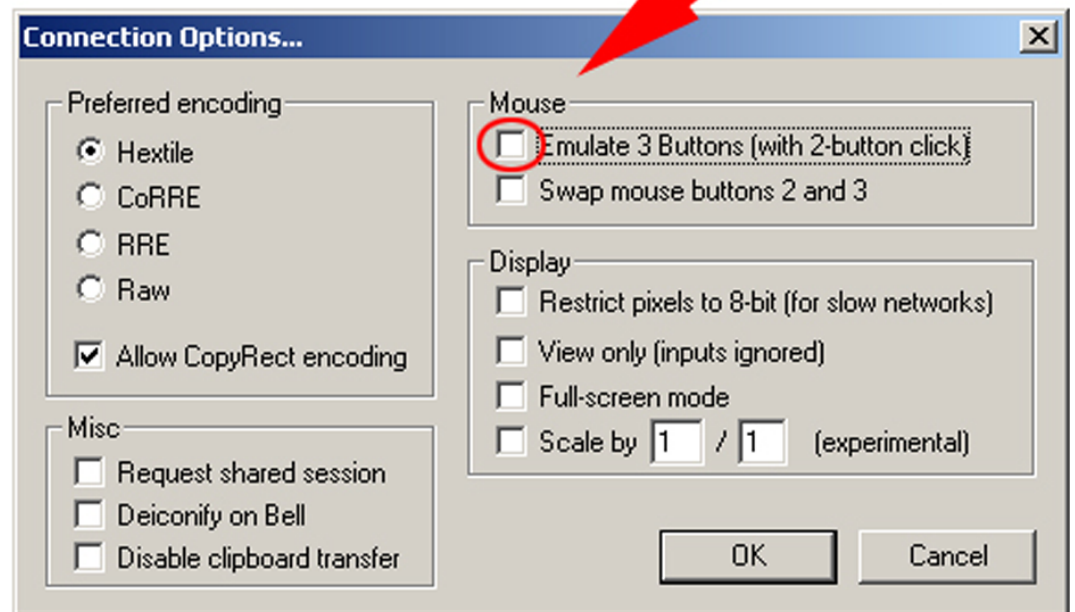 Connection Options...
Preferred encoding
Hextile
CoRRE
RRE
Raw
Allow CopyRect encoding
Misc
Request shared session
Deiconify on Bell
Disable clipboard transfer
Mouse
Emulate 3 Buttons (with 2-button click)
Swap mouse buttons 2 and 3
Display
Restrict pixels to 8-bit (for slow networks)
View only (inputs ignored)
Full-screen mode
Scale by 1 / 1 (experimental)
OK Cancel